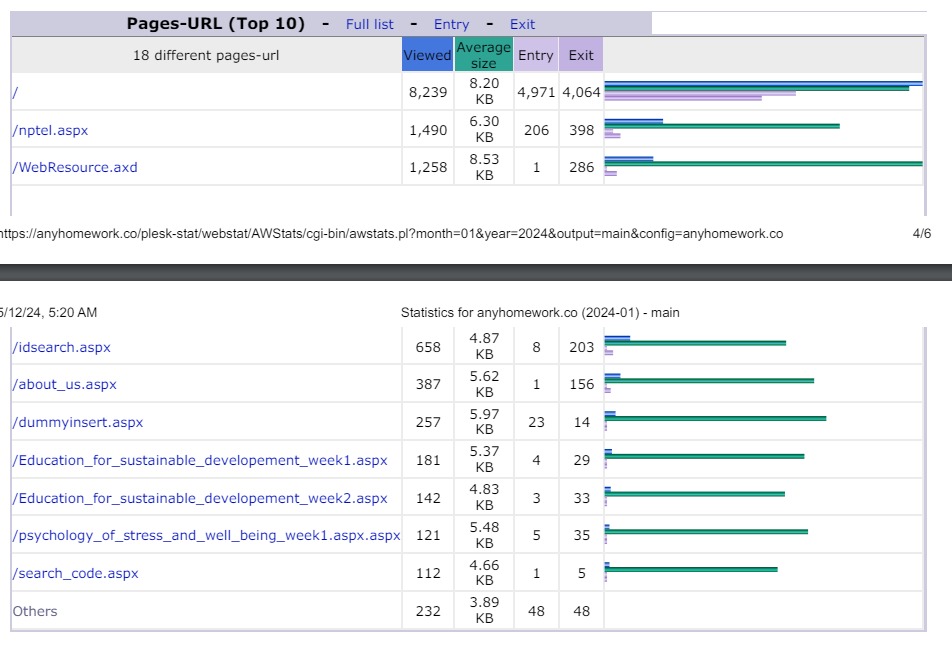 Pages-URL (Top 10) - Full list - Entry - Exit
18 different pages-url Viewed Average size Entry Exit
/ 8,239 8.20 KB 4,971 4,064
/nptel.aspx 1,490 6.30 KB 206 398
/WebResource.axd 1,258 8.53 KB 1 286
https://anyhomework.co/plesk-stat/webstat/AWStats/cgi-bin/awstats.pl?month=01&year=2024&output=main&config=anyhomework.co 4/6
5/12/24, 5:20 AM Statistics for anyhomework.co (2024-01) - main
/idsearch.aspx 658 4.87 KB 8 203
/about_us.aspx 387 5.62 KB 1 156
/dummyinsert.aspx 257 5.97 KB 23 14
/Education_for_sustainable_developement_week1.aspx 181 5.37 KB 4 29
/Education_for_sustainable_developement_week2.aspx 142 4.83 KB 3 33
/psychology_of_stress_and_well_being_week1.aspx.aspx 121 5.48 KB 5 35
/search_code.aspx 112 4.66 KB 1 5
Others 232 3.89 KB 48 48